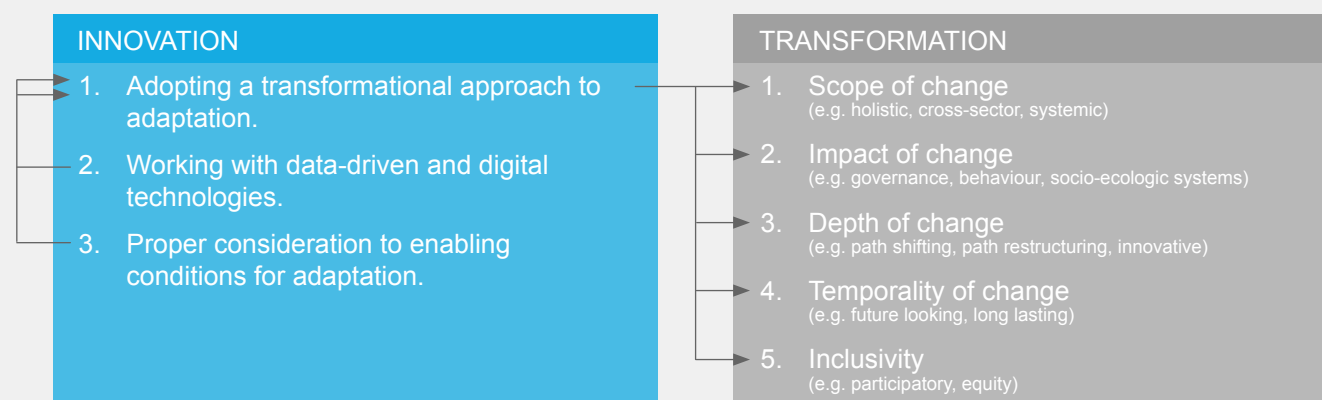 INNOVATION
1. Adopting a transformational approach to
adaptation.
2. Working with data-driven and digital
technologies.
3. Proper consideration to enabling
conditions for adaptation.
TRANSFORMATION
1. Scope of change
(e.g. holistic, cross-sector, systemic)
2. Impact of change
(e.g. governance, behaviour, socio-ecologic systems)
3. Depth of change
(e.g. path shifting, path restructuring, innovative)
4. Temporality of change
(e.g. future looking, long lasting)
5. Inclusivity
(e.g. participatory, equity)